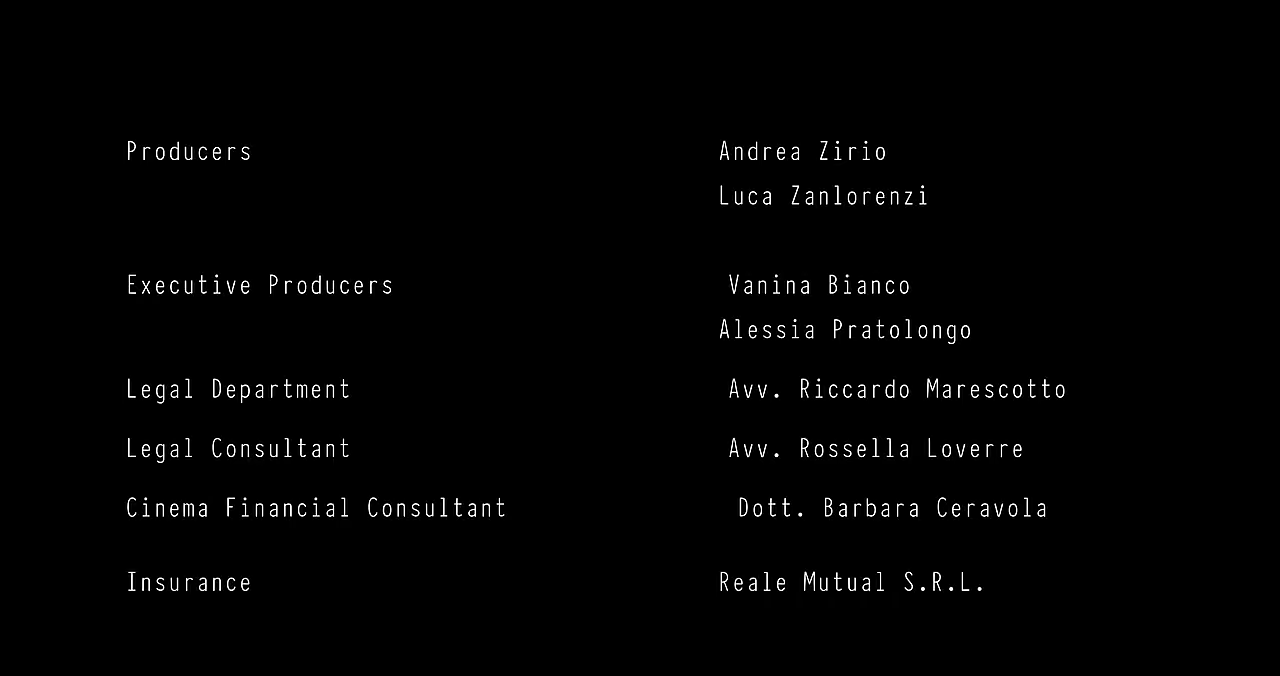 Producers Andrea Zirio
Luca Zanlorenzi
Executive Producers Vanina Bianco
Alessia Pratolongo
Legal Department Avv. Riccardo Marescotto
Legal Consultant Avv. Rossella Loverre
Cinema Financial Consultant Dott. Barbara Ceravola
Insurance Reale Mutual S.R.L.